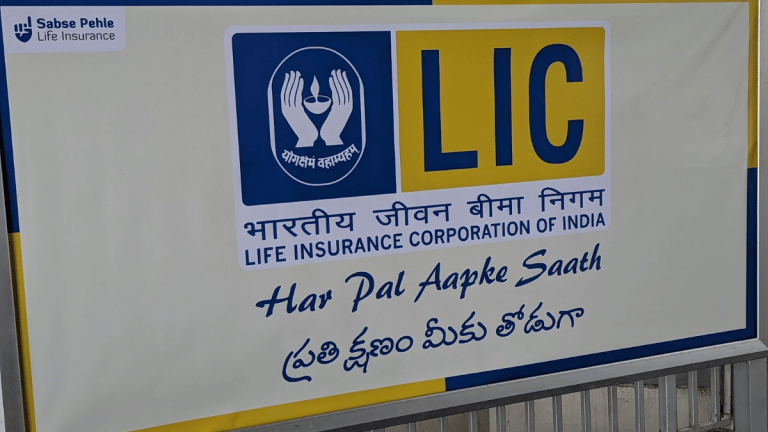 Sabse Pehle
Life Insurance
LIC
योगक्षेमं वहाम्यहम्
भारतीय जीवन बीमा निगम
LIFE INSURANCE CORPORATION OF INDIA
Har Pal Aapke Saath
ప్రతి క్షణం మీకు తోడుగా